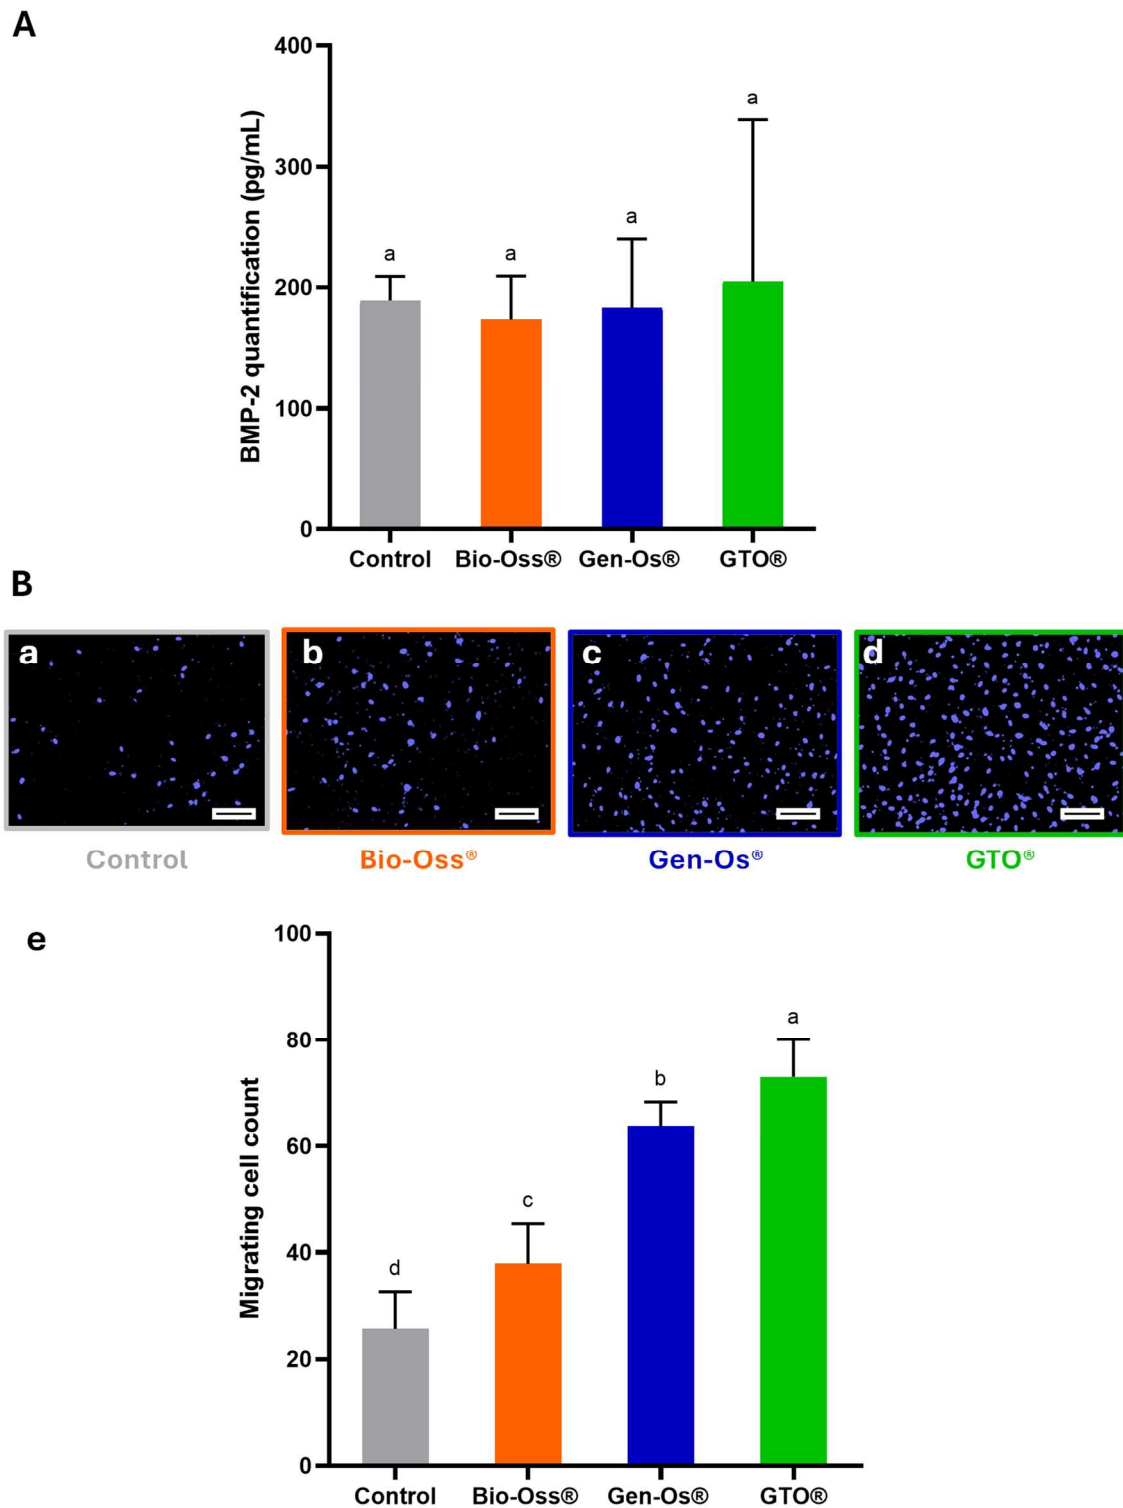 A
BMP-2 quantification (pg/mL)
400
300
200
100
0
a
a
a
a
Control
Bio-Oss®
Gen-Os®
GTO®
B
a
b
c
d
Control
Bio-Oss®
Gen-Os®
GTO®
e
Migrating cell count
100
80
60
40
20
0
d
c
b
a
Control
Bio-Oss®
Gen-Os®
GTO®